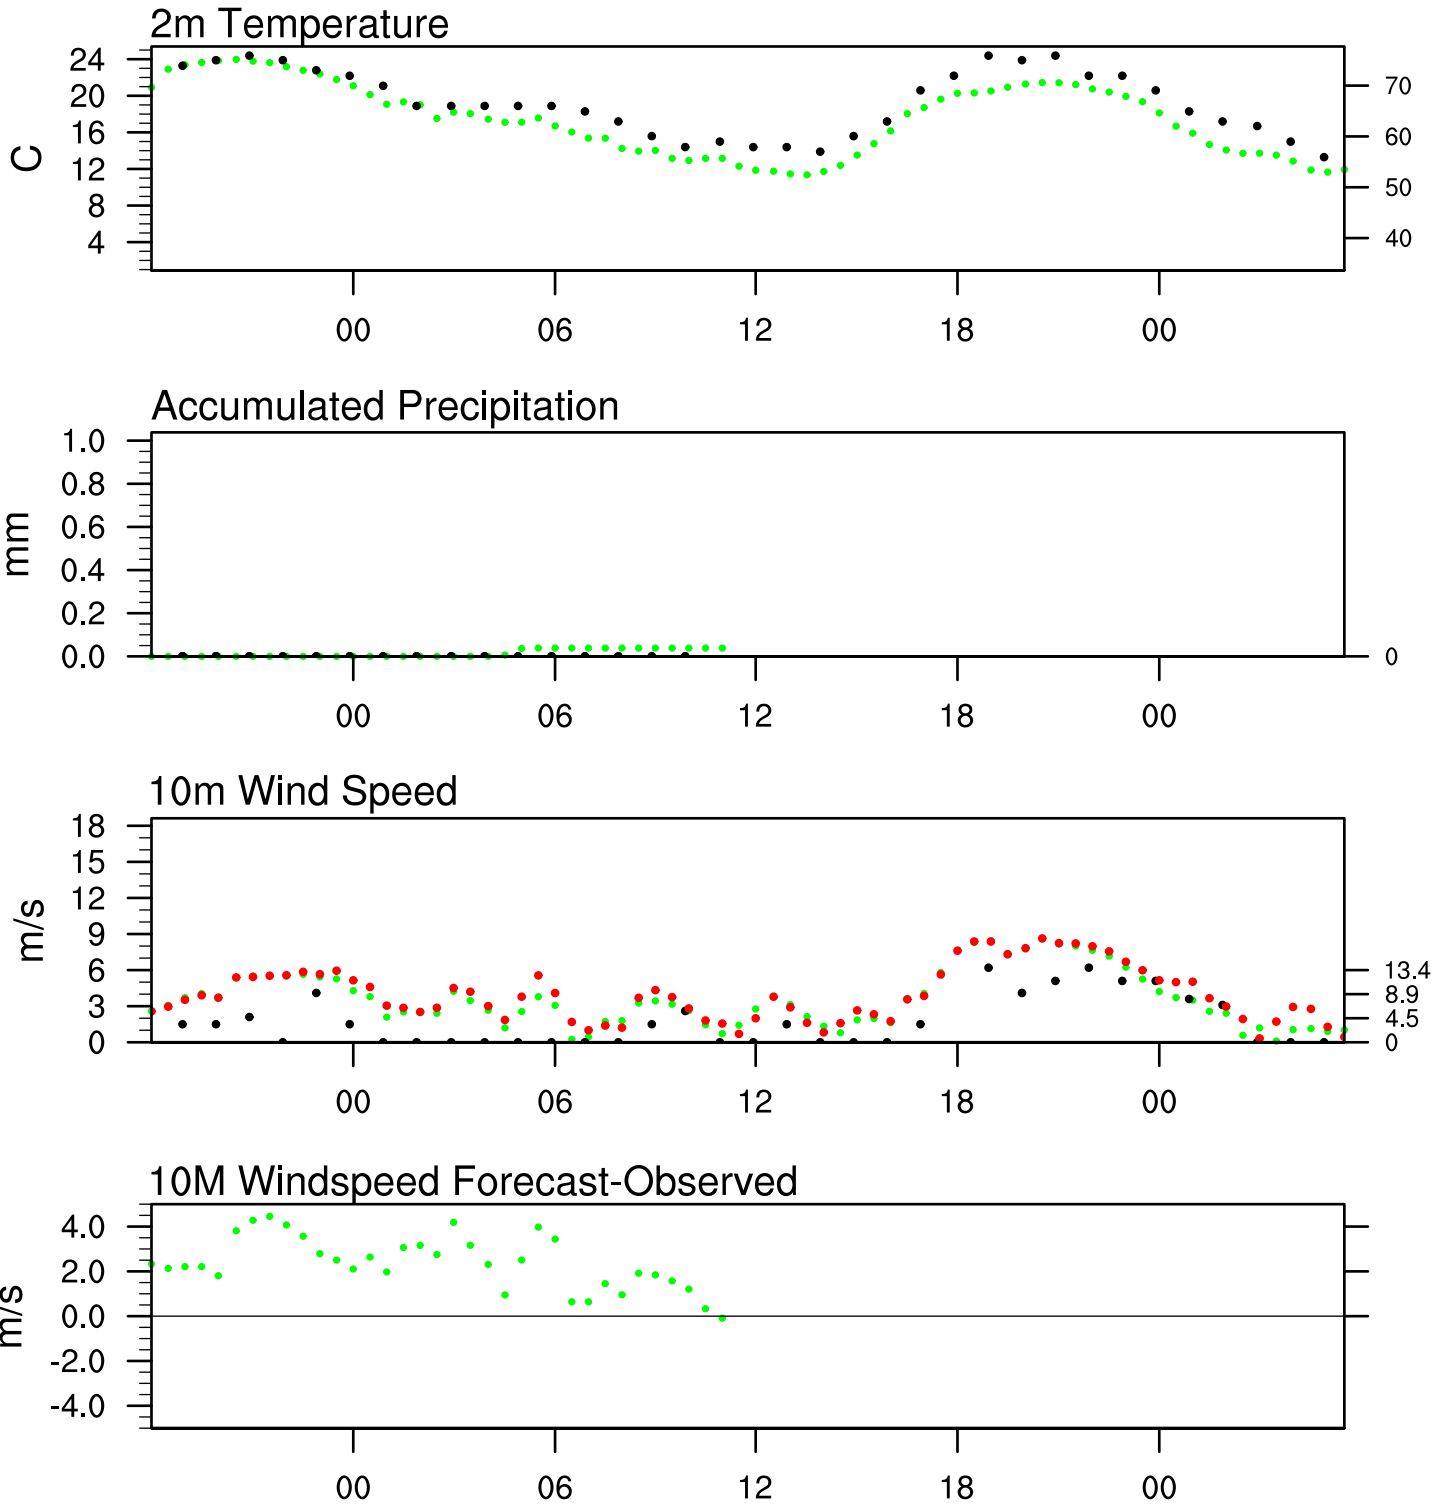 2m Temperature
24
20
16
12
8
4
C
70
60
50
40
00 06 12 18 00
Accumulated Precipitation
1.0
0.8
0.6
0.4
0.2
0.0
mm
0
00 06 12 18 00
10m Wind Speed
18
15
12
9
6
3
0
m/s
13.4
8.9
4.5
0
00 06 12 18 00
10M Windspeed Forecast-Observed
4.0
2.0
0.0
-2.0
-4.0
m/s
00 06 12 18 00